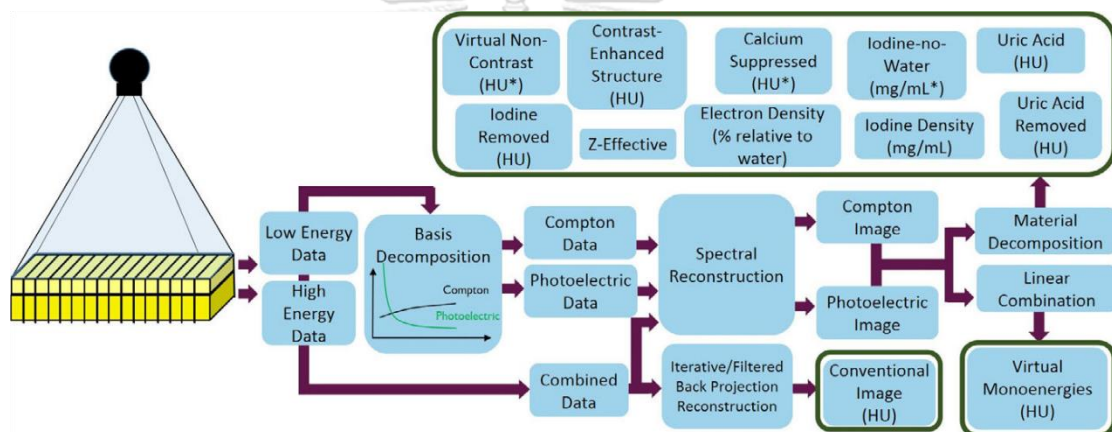 Virtual Non-
Contrast
(HU*)
Contrast-
Enhanced
Structure
(HU)
Calcium
Suppressed
(HU*)
Iodine-no-
Water
(mg/mL*)
Uric Acid
(HU)
Iodine
Removed
(HU)
Z-Effective
Electron Density
(% relative to
water)
Iodine Density
(mg/mL)
Uric Acid
Removed
(HU)
Low Energy
Data
High
Energy
Data
Basis
Decomposition
Compton
Photoelectric
Compton
Data
Photoelectric
Data
Combined
Data
Spectral
Reconstruction
Iterative/Filtered
Back Projection
Reconstruction
Compton
Image
Photoelectric
Image
Conventional
Image
(HU)
Material
Decomposition
Linear
Combination
Virtual
Monoenergies
(HU)